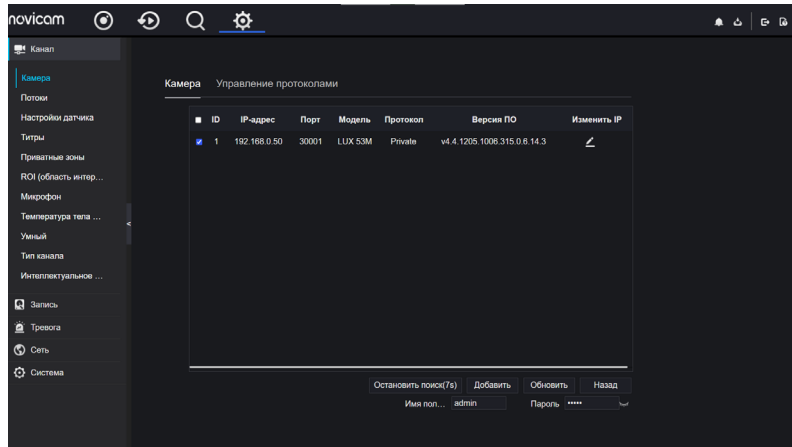 novicam
Канал
Камера
Потоки
Настройки датчика
Титры
Приватные зоны
ROI (область интер...
Микрофон
Температура тела ...
Умный
Тип канала
Интеллектуальное ...
Запись
Тревога
Сеть
Система
Камера Управление протоколами
ID IP-адрес Порт Модель Протокол Версия ПО Изменить IP
1 192.168.0.50 30001 LUX 53M Private v4.4.1205.1006.315.0.6.14.3
Остановить поиск(7s) Добавить Обновить Назад
Имя пол... admin Пароль •••••